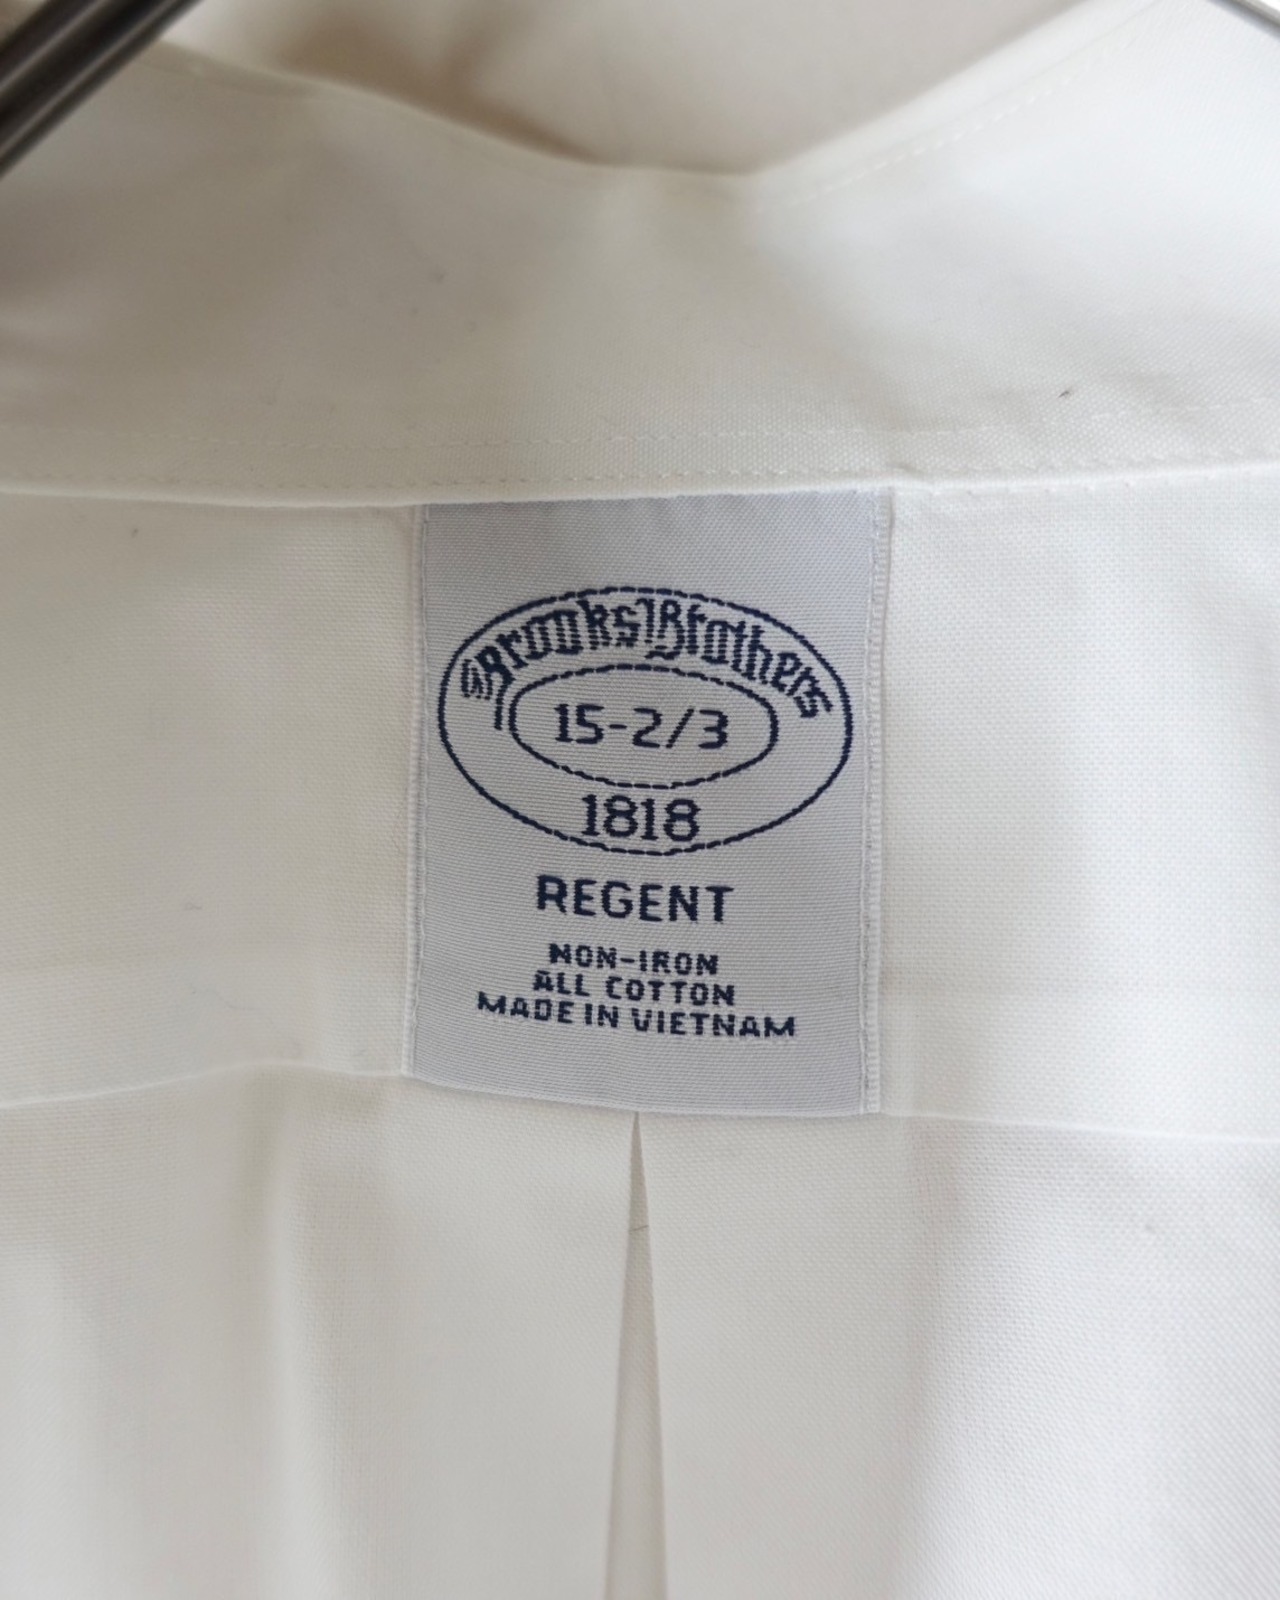 Brooks Brothers
15-2/3
1818
REGENT
NON-IRON
ALL COTTON
MADE IN VIETNAM